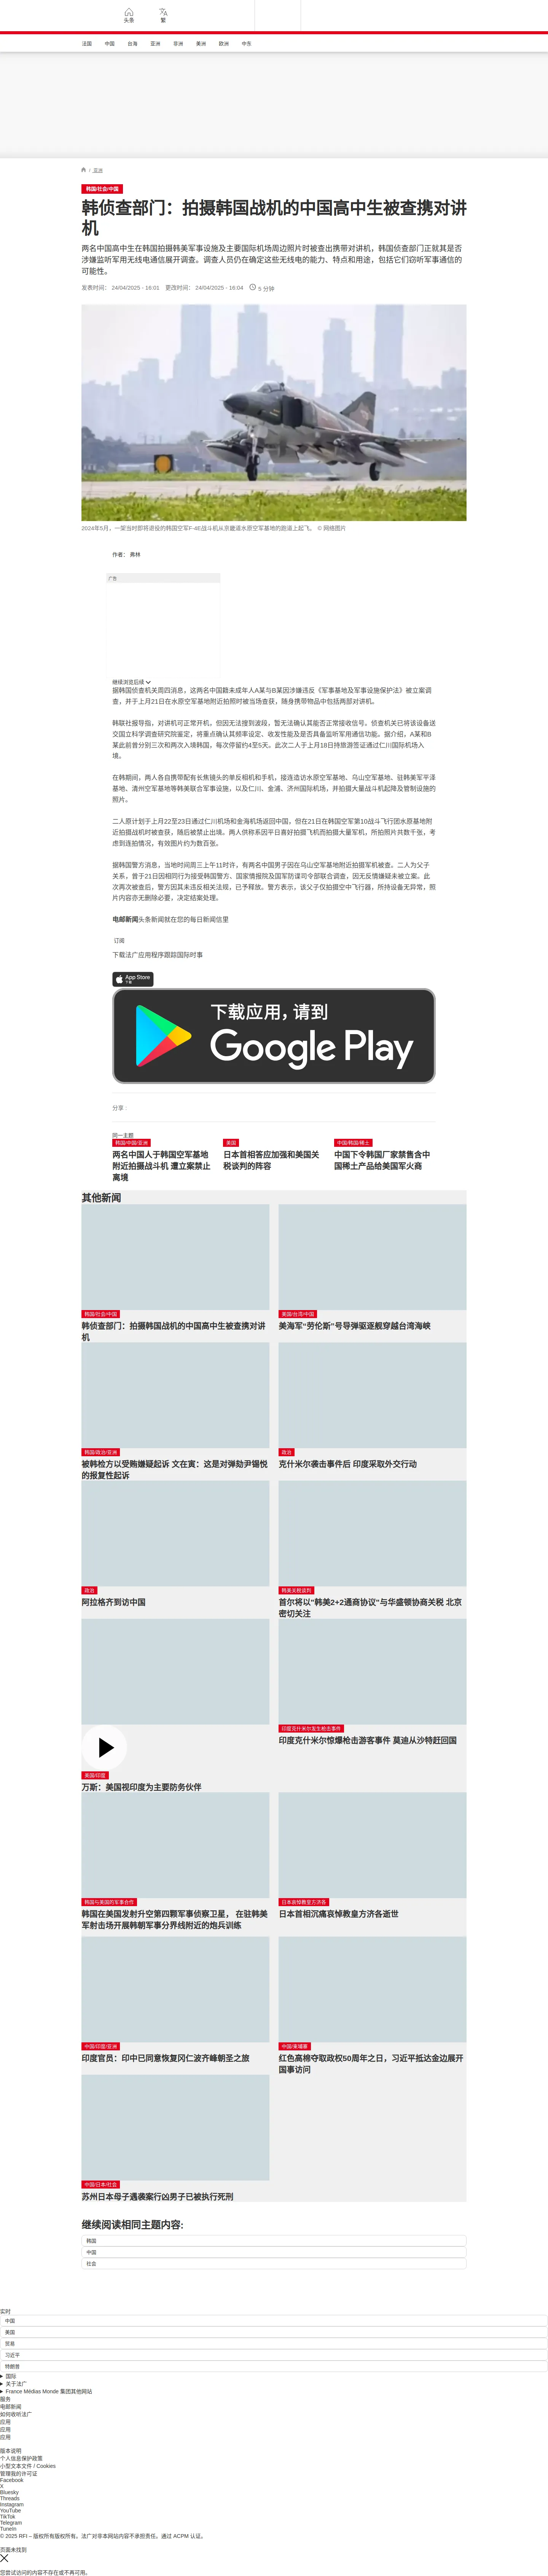 头条
繁
法国
中国
台海
亚洲
非洲
美洲
欧洲
中东
/ 亚洲
韩国/社会/中国
韩侦查部门：拍摄韩国战机的中国高中生被查携对讲
机
两名中国高中生在韩国拍摄韩美军事设施及主要国际机场周边照片时被查出携带对讲机，韩国侦查部门正就其是否
涉嫌监听军用无线电通信展开调查。调查人员仍在确定这些无线电的能力、特点和用途，包括它们窃听军事通信的
可能性。
发表时间： 24/04/2025 - 16:01 更改时间： 24/04/2025 - 16:04 5 分钟
2024年5月，一架当时即将退役的韩国空军F-4E战斗机从京畿道水原空军基地的跑道上起飞。 © 网络图片
作者： 弗林
广告
继续浏览后续
据韩国侦查机关周四消息，这两名中国籍未成年人A某与B某因涉嫌违反《军事基地及军事设施保护法》被立案调
查，并于上月21日在水原空军基地附近拍照时被当场查获，随身携带物品中包括两部对讲机。
韩联社报导指，对讲机可正常开机，但因无法搜到波段，暂无法确认其能否正常接收信号。侦查机关已将该设备送
交国立科学调查研究院鉴定，将重点确认其频率设定、收发性能及是否具备监听军用通信功能。据介绍，A某和B
某此前曾分别三次和两次入境韩国，每次停留约4至5天。此次二人于上月18日持旅游签证通过仁川国际机场入
境。
在韩期间，两人各自携带配有长焦镜头的单反相机和手机，接连造访水原空军基地、乌山空军基地、驻韩美军平泽
基地、清州空军基地等韩美联合军事设施，以及仁川、金浦、济州国际机场，并拍摄大量战斗机起降及管制设施的
照片。
二人原计划于上月22至23日通过仁川机场和金海机场返回中国，但在21日在韩国空军第10战斗飞行团水原基地附
近拍摄战机时被查获，随后被禁止出境。两人供称系因平日喜好拍摄飞机而拍摄大量军机，所拍照片共数千张，考
虑到连拍情况，有效图片约为数百张。
据韩国警方消息，当地时间周三上午11时许，有两名中国男子因在乌山空军基地附近拍摄军机被查。二人为父子
关系，曾于21日因相同行为接受韩国警方、国家情报院及国军防谍司令部联合调查，因无反情嫌疑未被立案。此
次再次被查后，警方因其未违反相关法规，已予释放。警方表示，该父子仅拍摄空中飞行器，所持设备无异常，照
片内容亦无删除必要，决定结案处理。
电邮新闻头条新闻就在您的每日新闻信里
订阅
下载法广应用程序跟踪国际时事
App Store
下载
下载应用，请到
Google Play
分享 :
同一主题
韩国/中国/亚洲
两名中国人于韩国空军基地
附近拍摄战斗机 遭立案禁止
离境
美国
日本首相答应加强和美国关
税谈判的阵容
中国/韩国/稀土
中国下令韩国厂家禁售含中
国稀土产品给美国军火商
其他新闻
韩国/社会/中国
韩侦查部门：拍摄韩国战机的中国高中生被查携对讲
机
美国/台湾/中国
美海军“劳伦斯”号导弹驱逐舰穿越台湾海峡
韩国/政治/亚洲
被韩检方以受贿嫌疑起诉 文在寅：这是对弹劾尹锡悦
的报复性起诉
政治
克什米尔袭击事件后 印度采取外交行动
政治
阿拉格齐到访中国
韩美关税谈判
首尔将以“韩美2+2通商协议”与华盛顿协商关税 北京
密切关注
美国/印度
万斯：美国视印度为主要防务伙伴
印度克什米尔发生枪击事件
印度克什米尔惊爆枪击游客事件 莫迪从沙特赶回国
韩国与美国的军事合作
韩国在美国发射升空第四颗军事侦察卫星， 在驻韩美
军射击场开展韩朝军事分界线附近的炮兵训练
日本哀悼教皇方济各
日本首相沉痛哀悼教皇方济各逝世
中国/印度/亚洲
印度官员：印中已同意恢复冈仁波齐峰朝圣之旅
中国/柬埔寨
红色高棉夺取政权50周年之日，习近平抵达金边展开
国事访问
中国/日本/社会
苏州日本母子遇袭案行凶男子已被执行死刑
继续阅读相同主题内容:
韩国
中国
社会
实时
中国
美国
贸易
习近平
特朗普
国际
关于法广
France Médias Monde 集团其他网站
服务
电邮新闻
如何收听法广
应用
应用
应用
版本说明
个人信息保护政策
小型文本文件 / Cookies
管理我的许可证
Facebook
X
Bluesky
Threads
Instagram
YouTube
TikTok
Telegram
TuneIn
© 2025 RFI – 版权所有版权所有。法广对非本网站内容不承担责任。通过 ACPM 认证。
页面未找到
您尝试访问的内容不存在或不再可用。